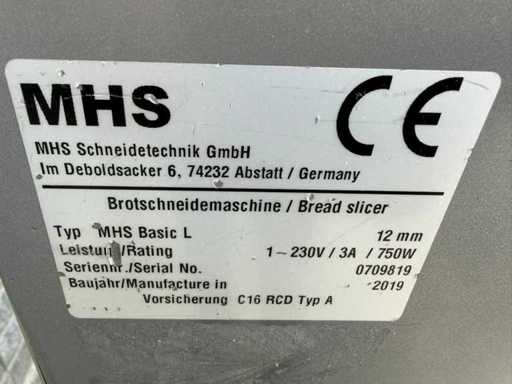 MHS
CE
MHS Schneidetechnik GmbH
Im Deboldsacker 6, 74232 Abstatt / Germany
Brotschneidemaschine / Bread slicer
Typ MHS Basic L 12 mm
Leistung/Rating 1~230V / 3A / 750W
Seriennr./Serial No. 0709819
Baujahr/Manufacture in 2019
Vorsicherung C16 RCD Typ A